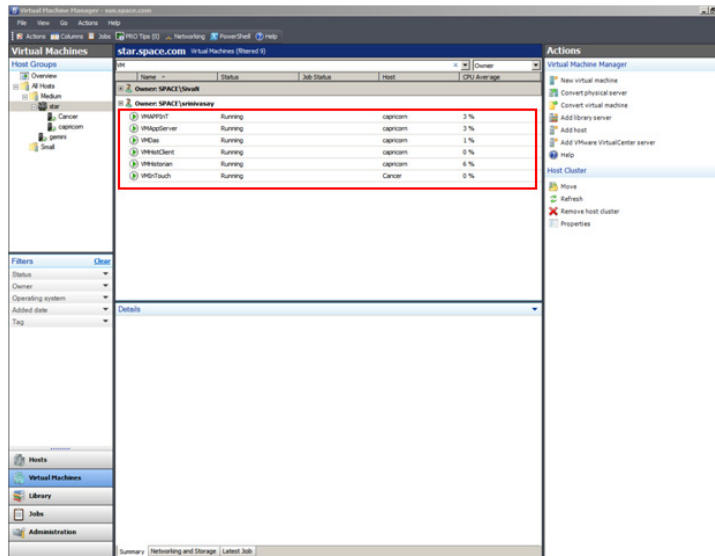 Virtual Machine Manager - sun.space.com
File View Go Actions Help
Actions Columns Jobs PRO Tips (0) Networking PowerShell Help
Virtual Machines
Host Groups
Overview
All Hosts
Medium
star
Cancer
capricorn
gemini
Small
Filters Clear
Status
Owner
Operating system
Added date
Tag
Hosts
Virtual Machines
Library
Jobs
Administration
star.space.com Virtual Machines (filtered 9)
VM Owner
Name Status Job Status Host CPU Average
Owner: SPACE\SivaN
Owner: SPACE\srinivasay
VMAPPInT Running capricorn 3 %
VMAppServer Running capricorn 3 %
VMDas Running capricorn 1 %
VMHistClient Running capricorn 0 %
VMHistorian Running capricorn 6 %
VMInTouch Running Cancer 0 %
Details
Summary Networking and Storage Latest Job
Actions
Virtual Machine Manager
New virtual machine
Convert physical server
Convert virtual machine
Add library server
Add host
Add VMware VirtualCenter server
Help
Host Cluster
Move
Refresh
Remove host cluster
Properties